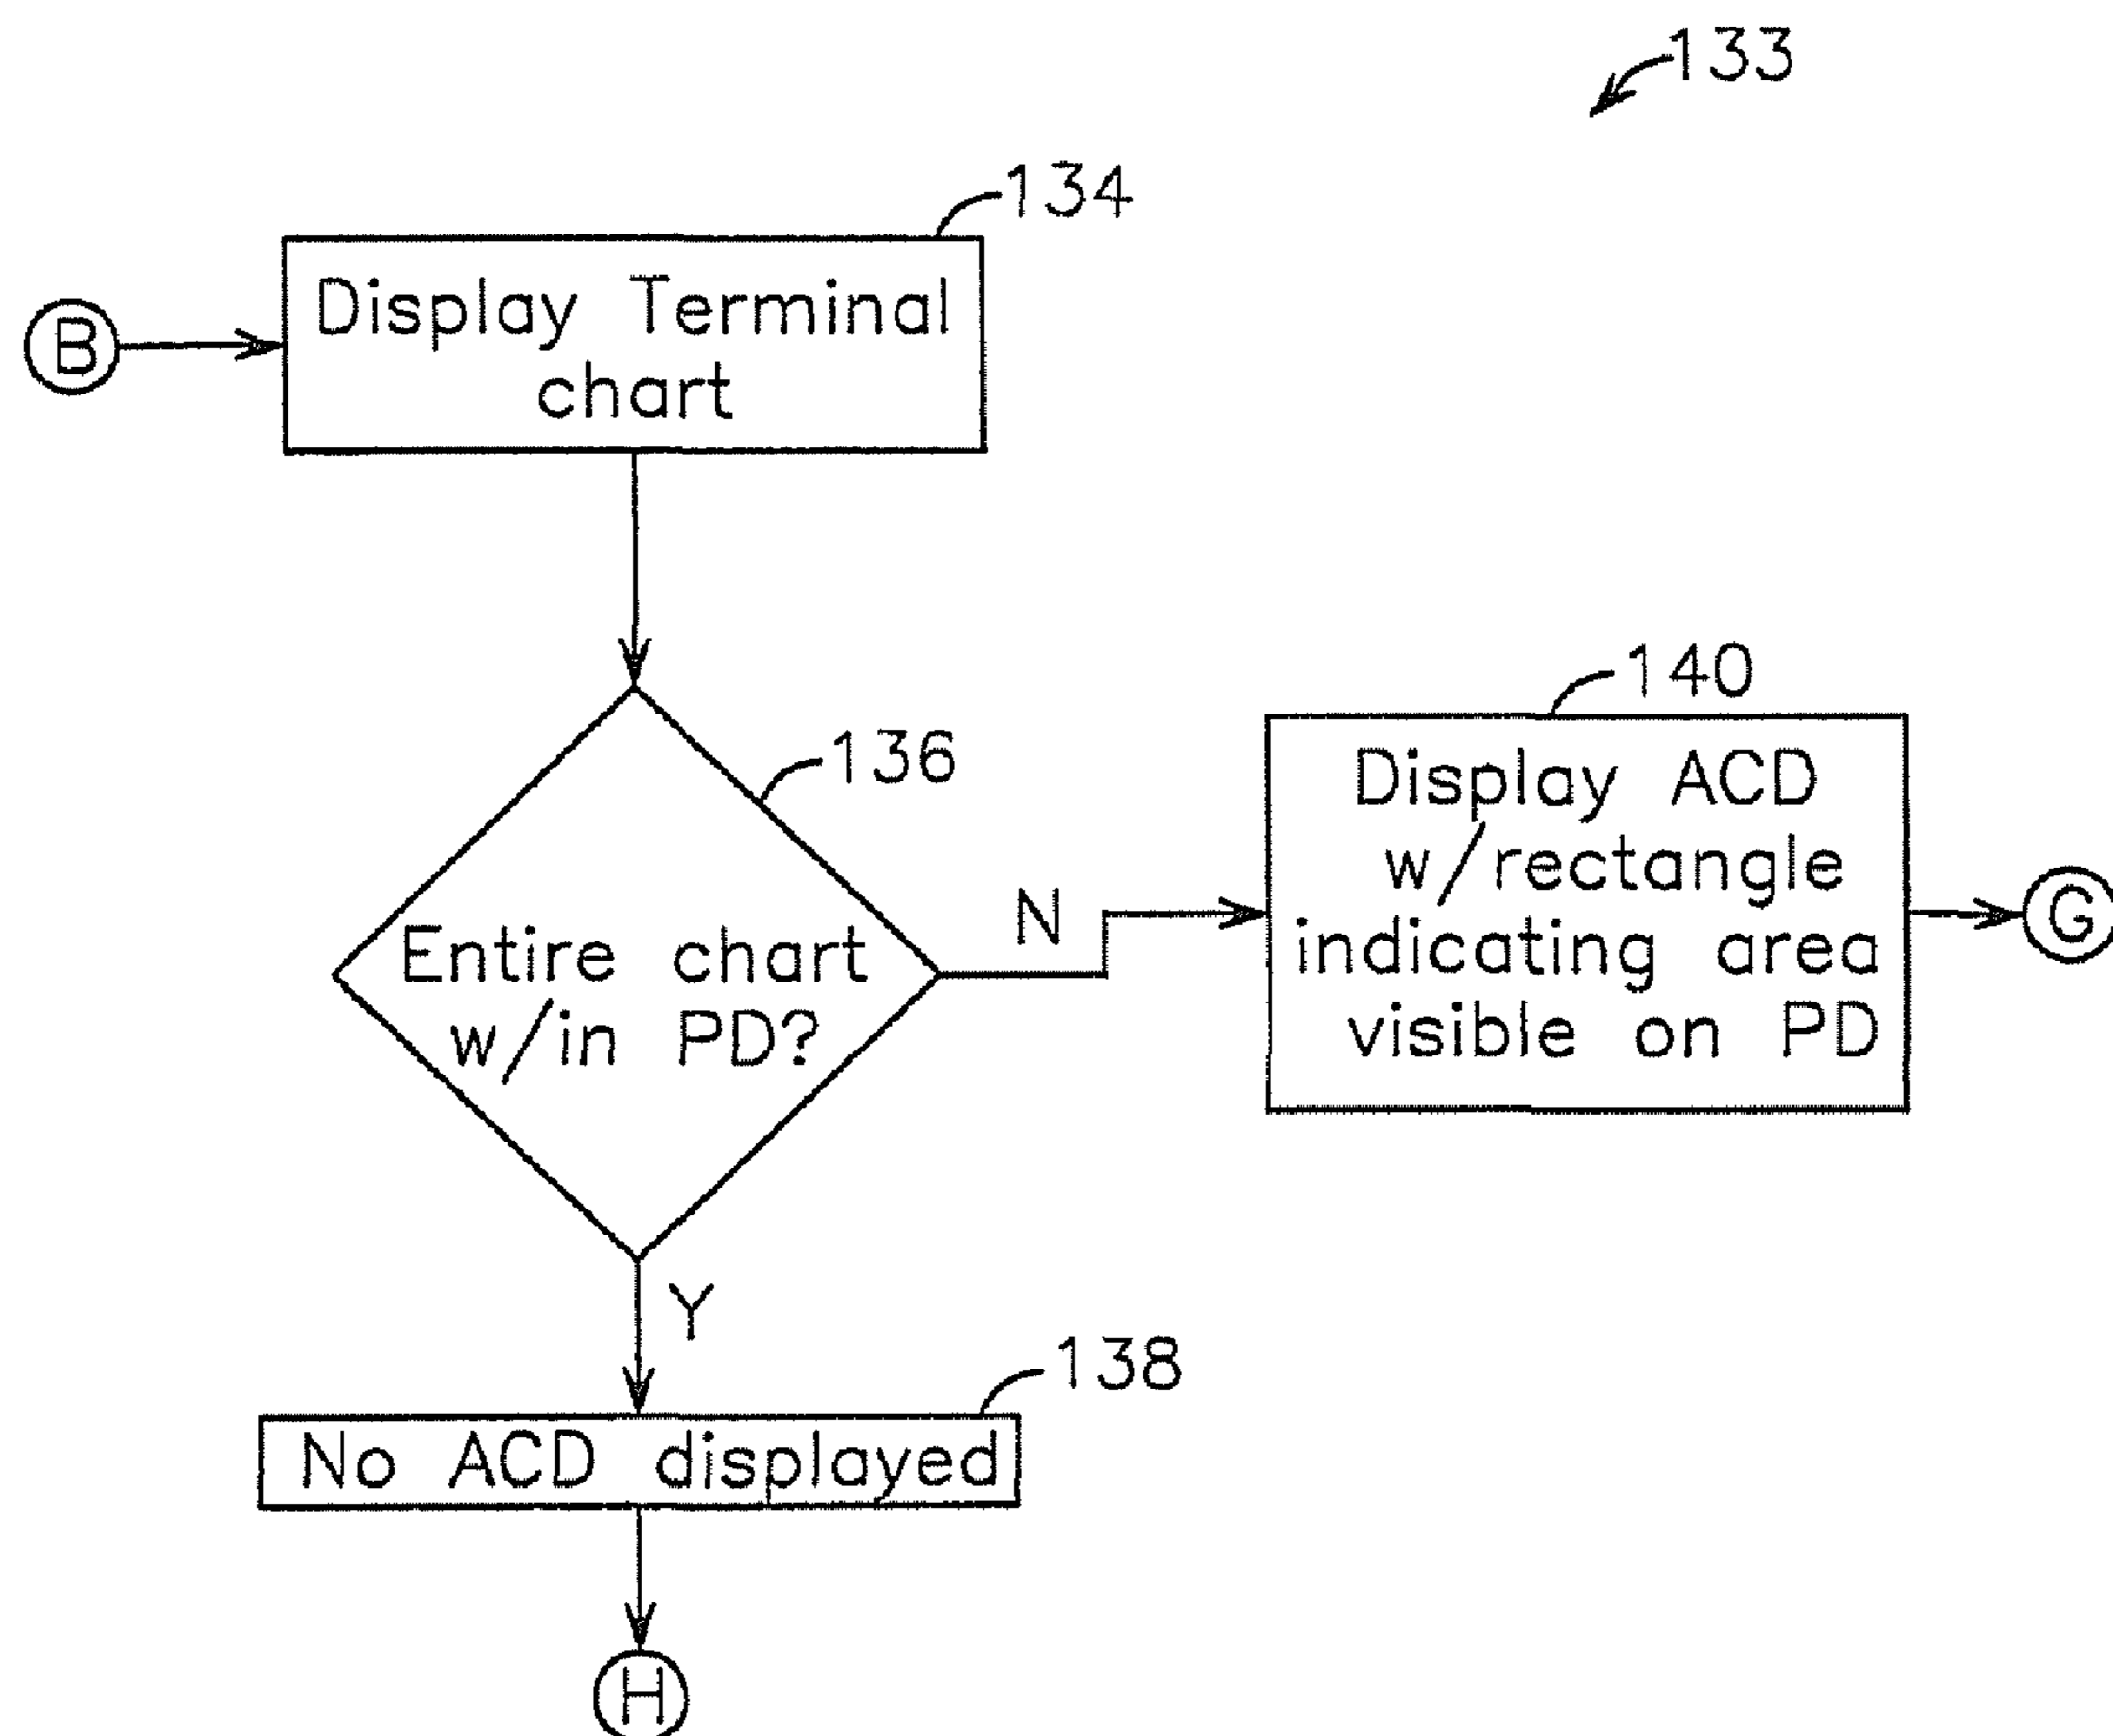 133
134
B
Display Terminal
chart
136
Entire chart
w/in PD?
N
140
Display ACD
w/rectangle
indicating area
visible on PD
G
Y
138
No ACD displayed
H